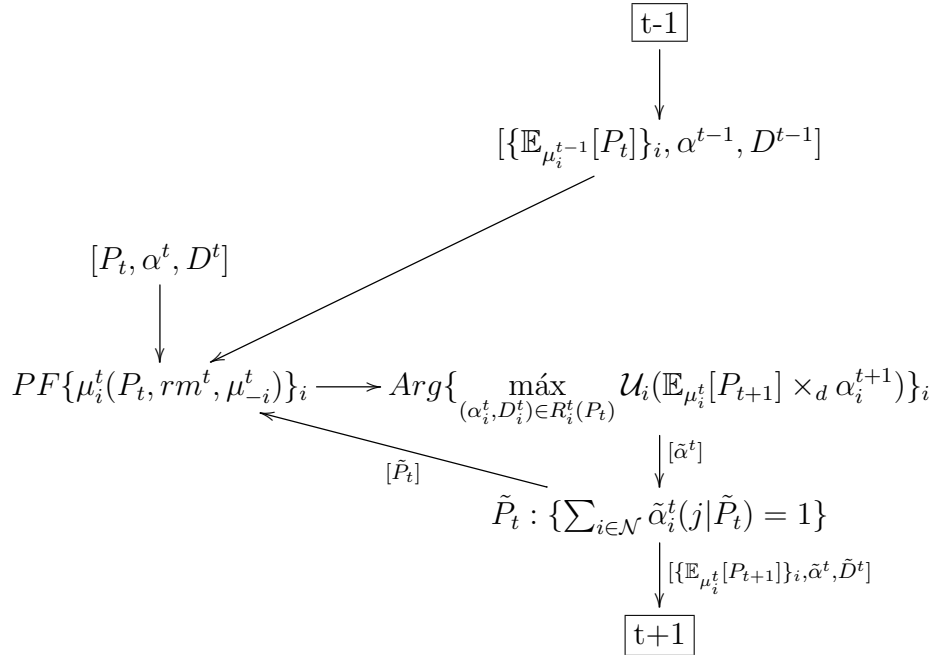 t-1
[{𝔼_{μ_i^{t-1}}[P_t]}_i, α^{t-1}, D^{t-1}]
[P_t, α^t, D^t]
PF{μ_i^t(P_t, rm^t, μ_{-i}^t)}_i ⟶ Arg{ máx_{(α_i^t, D_i^t)∈R_i^t(P_t)} 𝒰_i(𝔼_{μ_i^t}[P_{t+1}] ×_d α_i^{t+1})}_i
[α̃^t]
[P̃_t]
P̃_t : {∑_{i∈𝒩} α̃_i^t(j|P̃_t) = 1}
[{𝔼_{μ_i^t}[P_{t+1}]}_i, α̃^t, D̃^t]
t+1